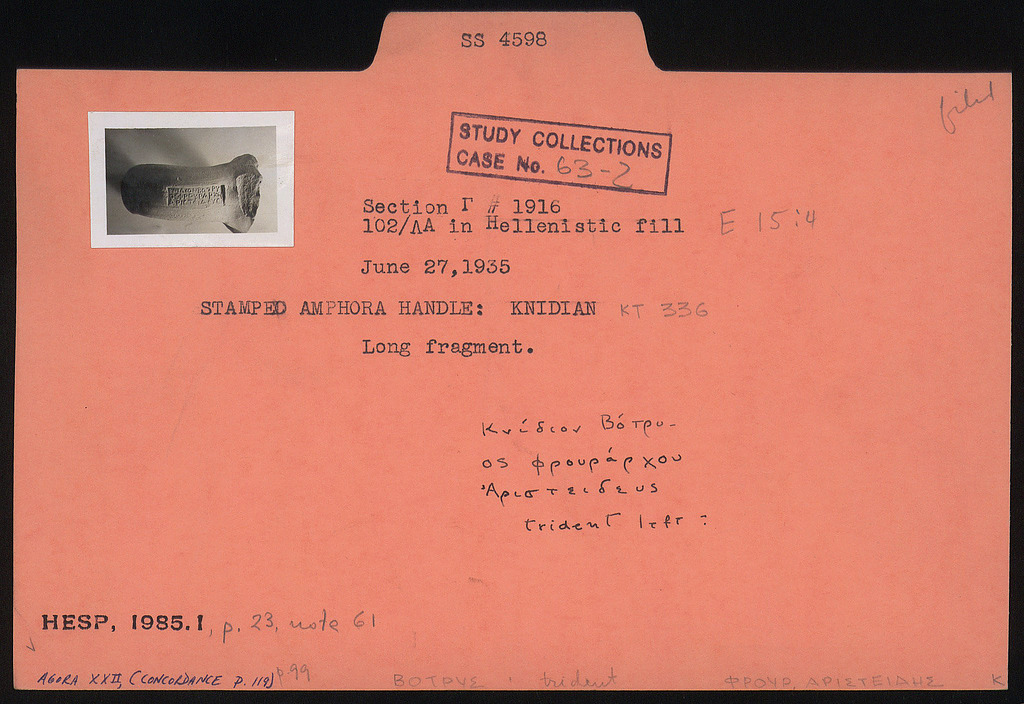 SS 4598
filed
STUDY COLLECTIONS
CASE No. 63-2
Section Γ # 1916
102/ΛΑ in Hellenistic fill E 15:4
June 27,1935
STAMPED AMPHORA HANDLE: KNIDIAN KT 336
Long fragment.
Κνίδιον Βότρυ-
ος φρουράρχου
Ἀριστείδευς
trident left :
HESP, 1985.1, p. 23, note 61
AGORA XXII, (CONCORDANCE P. 119) p.99
ΒΟΤΡΥΣ · trident ΦΡΟΥΡ, ΑΡΙΣΤΕΙΔΗΣ K